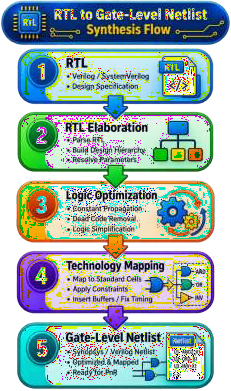 RTL
RTL to Gate-Level Netlist
Synthesis Flow
1
RTL
• Verilog / SystemVerilog
• Design Specification
RTL
</>
2
RTL Elaboration
• Parse RTL
• Build Design Hierarchy
• Resolve Parameters
3
Logic Optimization
• Constant Propagation
• Dead Code Removal
• Logic Simplification
4
Technology Mapping
• Map to Standard Cells
• Apply Constraints
• Insert Buffers / Fix Timing
AND
OR
INV
5
Gate-Level Netlist
• Synopsys / Verilog Netlist
• Optimized & Mapped
• Ready for PnR
Netlist